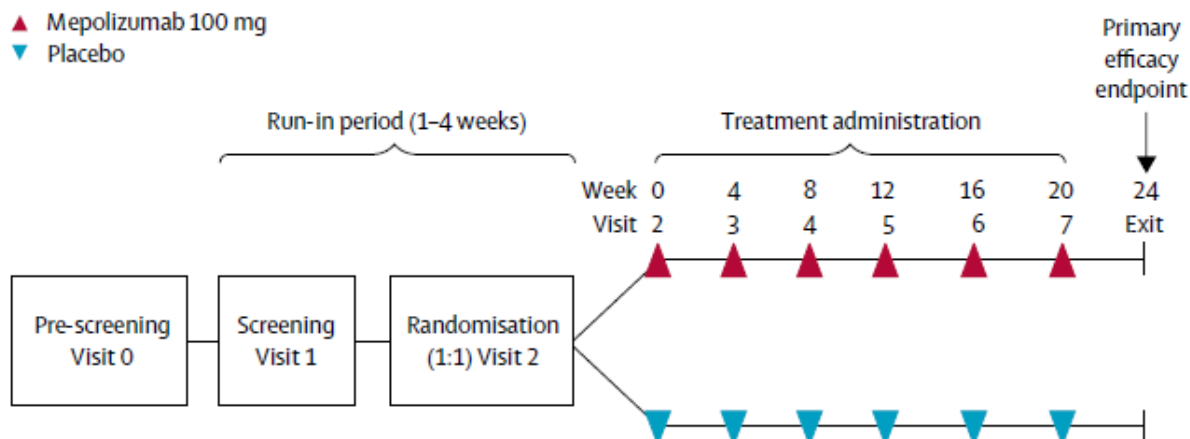 Mepolizumab 100 mg
Placebo
Primary
efficacy
endpoint
Run-in period (1–4 weeks)
Treatment administration
Week 0 4 8 12 16 20 24
Visit 2 3 4 5 6 7 Exit
Pre-screening
Visit 0
Screening
Visit 1
Randomisation
(1:1) Visit 2